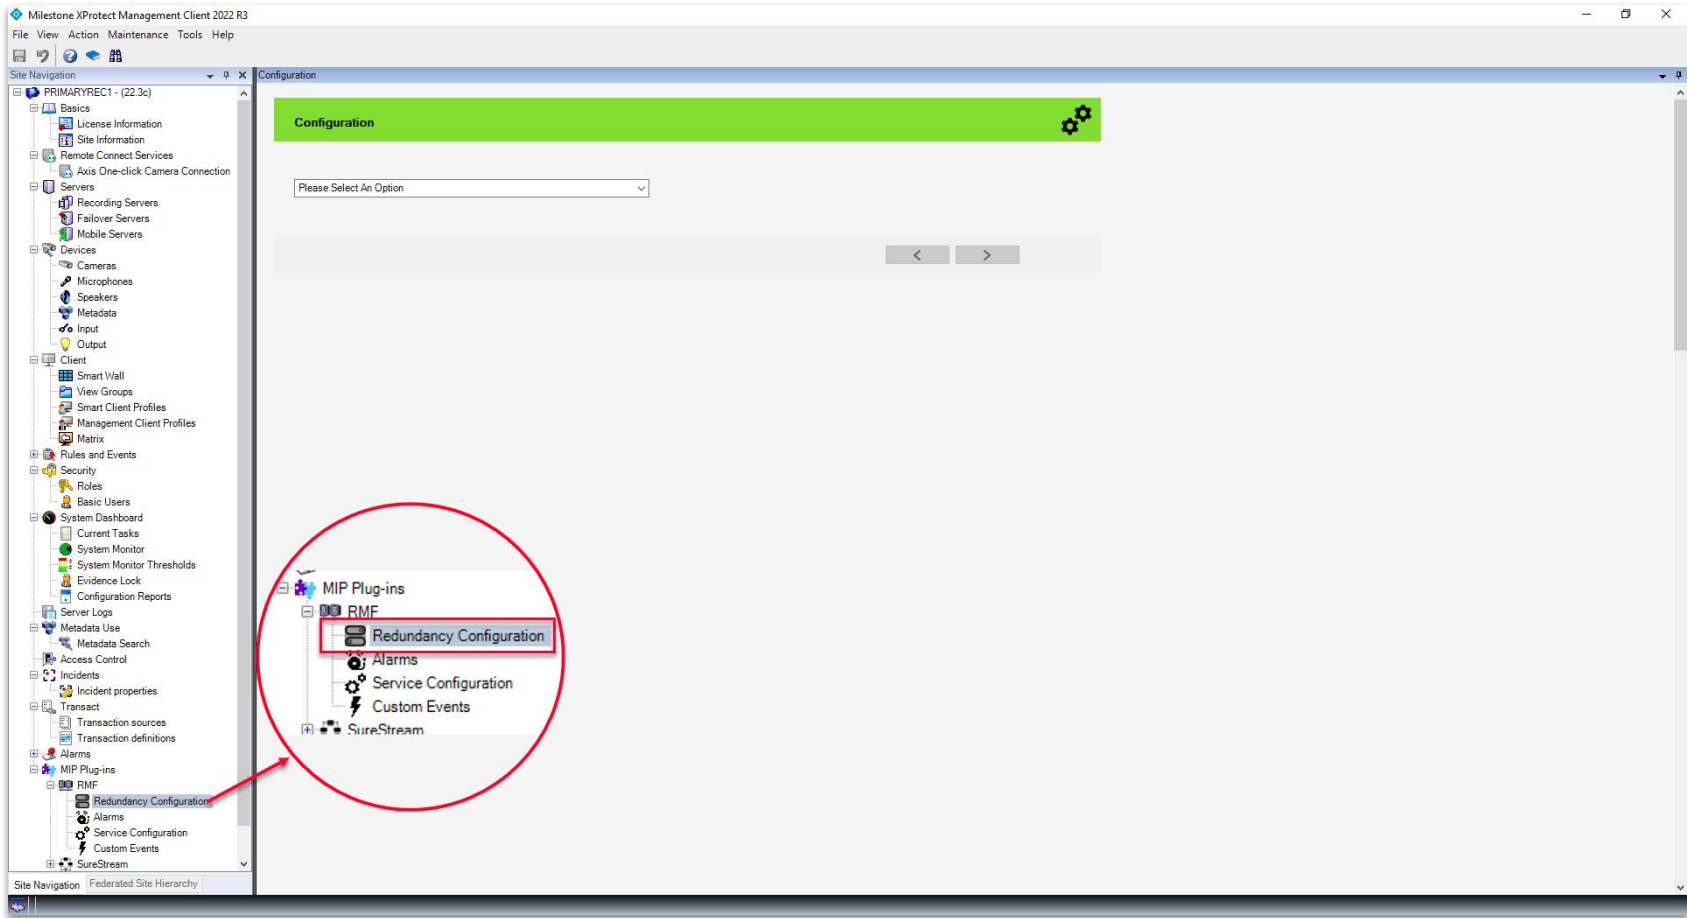 Milestone XProtect Management Client 2022 R3
File View Action Maintenance Tools Help
Site Navigation
Configuration
PRIMARYREC1 - (22.3c)
Basics
License Information
Site Information
Remote Connect Services
Axis One-click Camera Connection
Servers
Recording Servers
Failover Servers
Mobile Servers
Devices
Cameras
Microphones
Speakers
Metadata
Input
Output
Client
Smart Wall
View Groups
Smart Client Profiles
Management Client Profiles
Matrix
Rules and Events
Security
Roles
Basic Users
System Dashboard
Current Tasks
System Monitor
System Monitor Thresholds
Evidence Lock
Configuration Reports
Server Logs
Metadata Use
Metadata Search
Access Control
Incidents
Incident properties
Transact
Transaction sources
Transaction definitions
Alarms
MIP Plug-ins
RMF
Redundancy Configuration
Alarms
Service Configuration
Custom Events
SureStream
Site Navigation
Federated Site Hierarchy
Configuration
Please Select An Option
MIP Plug-ins
RMF
Redundancy Configuration
Alarms
Service Configuration
Custom Events
SureStream